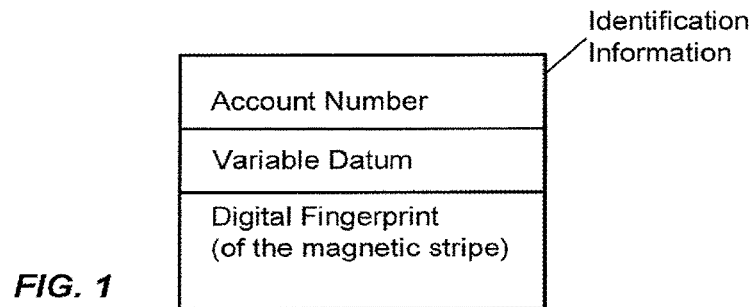 Identification
Information
Account Number
Variable Datum
Digital Fingerprint
(of the magnetic stripe)
FIG. 1